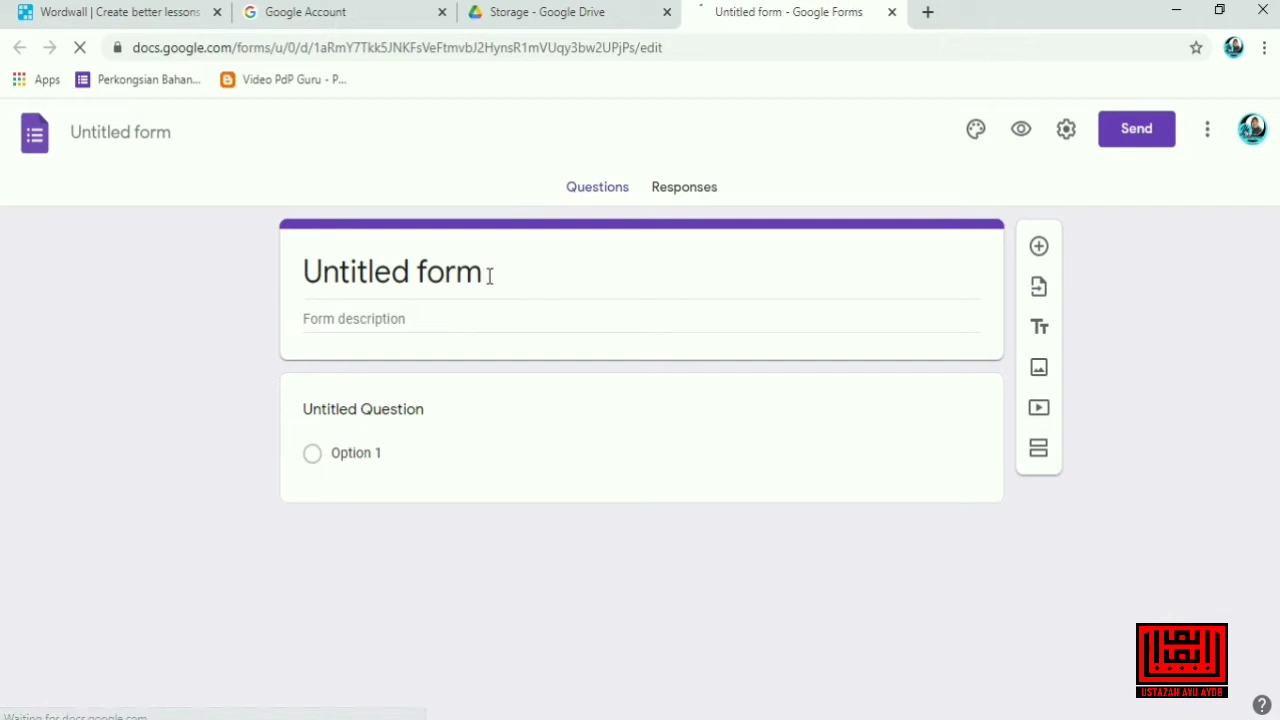 Wordwall | Create better lessons
Google Account
Storage - Google Drive
Untitled form - Google Forms
docs.google.com/forms/u/0/d/1aRmY7Tkk5JNKFsVeFtmvbJ2HynsR1mVUqy3bw2UPjPs/edit
Apps
Perkongsian Bahan...
Video PdP Guru - P...
Untitled form
Send
Questions
Responses
Untitled form
Form description
Untitled Question
Option 1
USTAZAH AYU AYOB
Waiting for docs.google.com